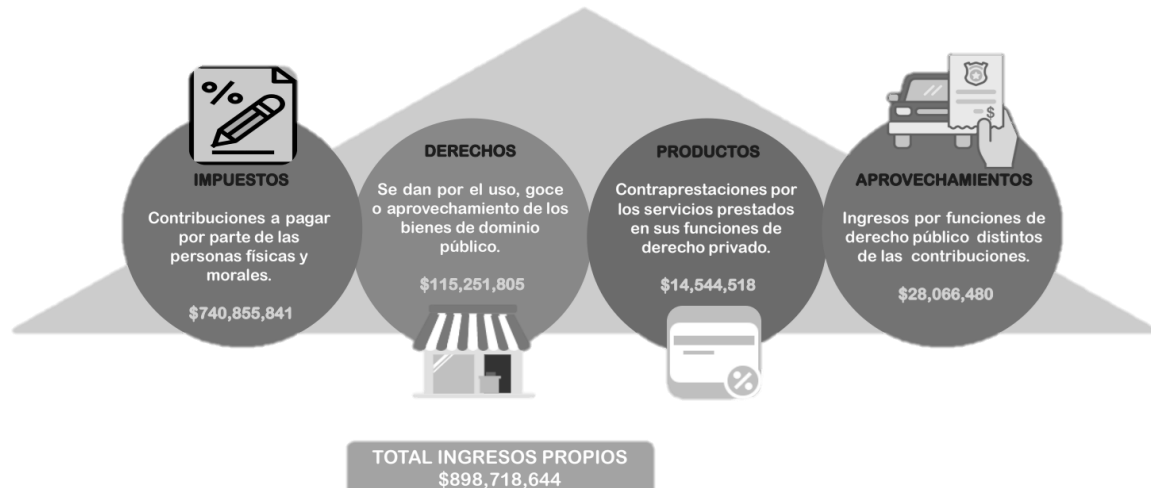 %
IMPUESTOS
Contribuciones a pagar
por parte de las
personas físicas y
morales.
$740,855,841
DERECHOS
Se dan por el uso, goce
o aprovechamiento de los
bienes de dominio
público.
$115,251,805
PRODUCTOS
Contraprestaciones por
los servicios prestados
en sus funciones de
derecho privado.
$14,544,518
%
$
APROVECHAMIENTOS
Ingresos por funciones de
derecho público distintos
de las contribuciones.
$28,066,480
TOTAL INGRESOS PROPIOS
$898,718,644